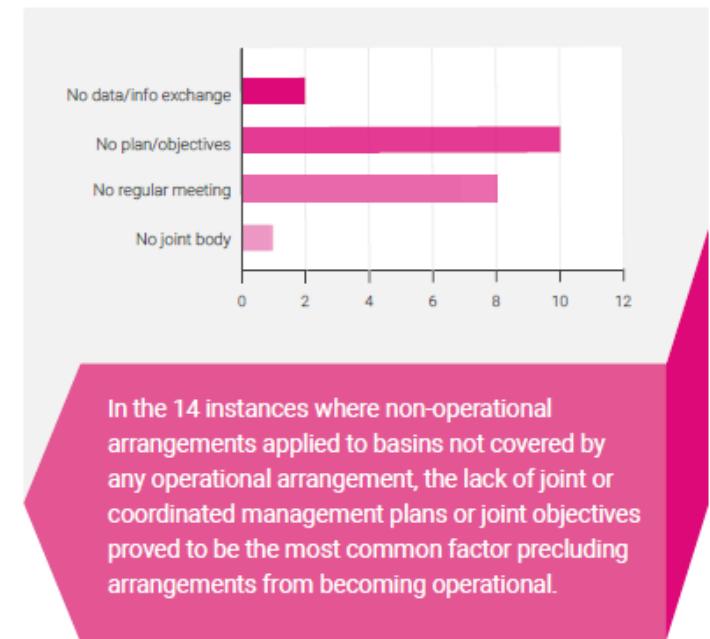 No data/info exchange
No plan/objectives
No regular meeting
No joint body
0 2 4 6 8 10 12
In the 14 instances where non-operational
arrangements applied to basins not covered by
any operational arrangement, the lack of joint or
coordinated management plans or joint objectives
proved to be the most common factor precluding
arrangements from becoming operational.